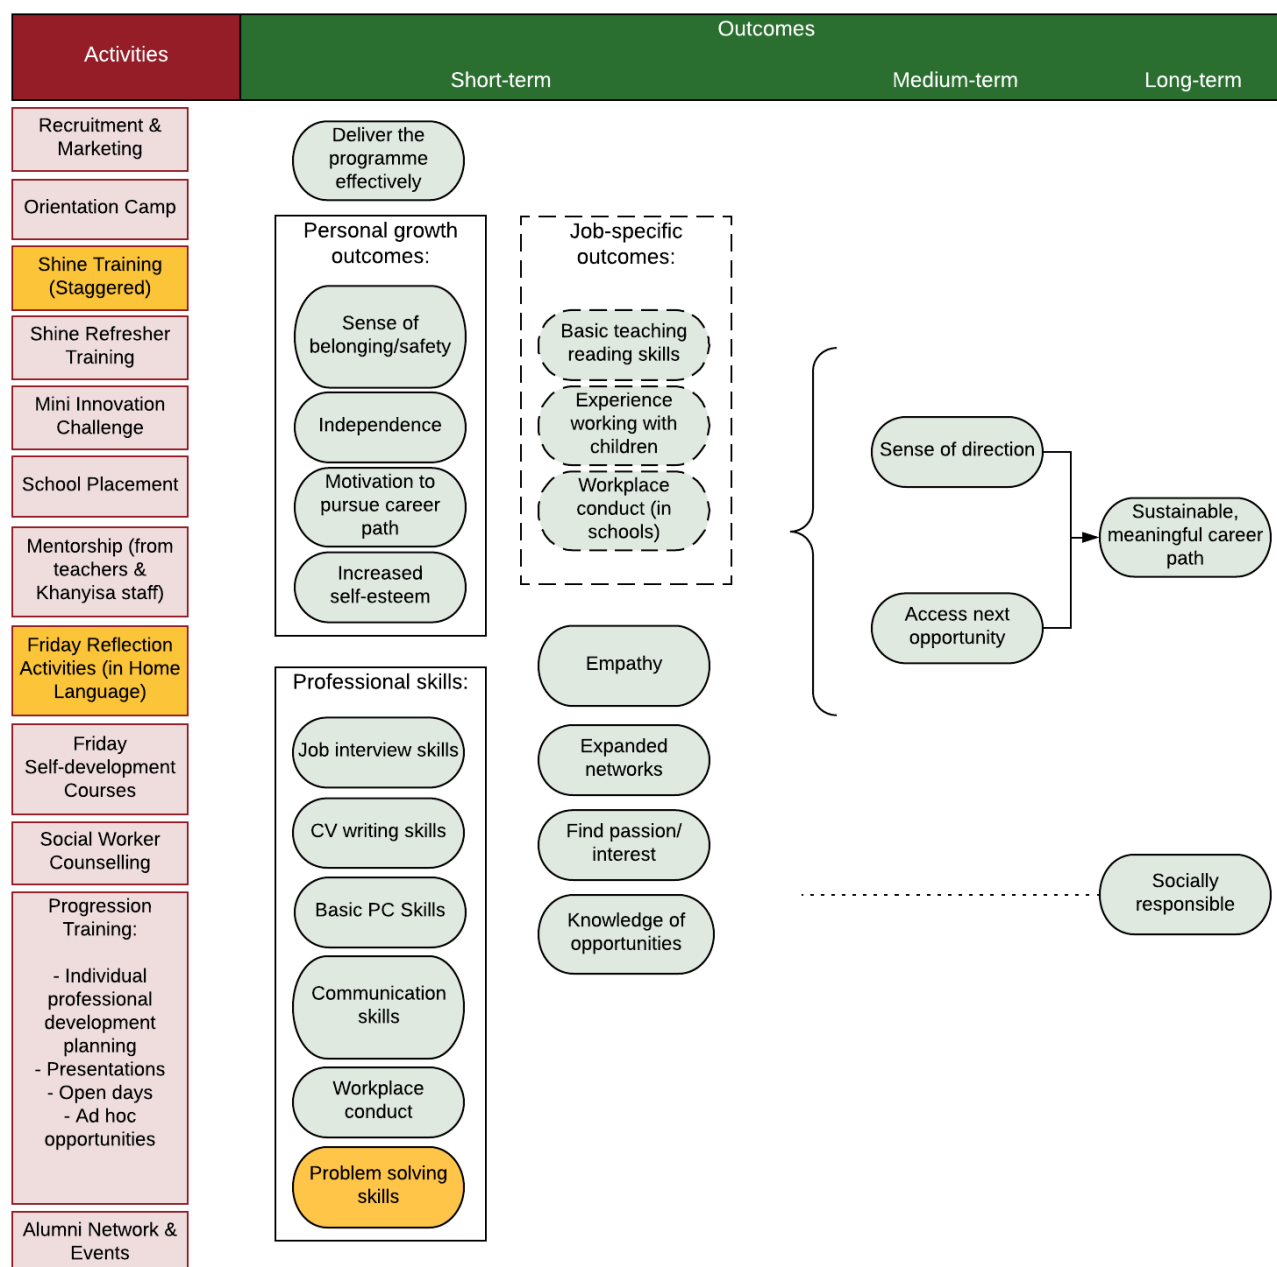 Activities
Outcomes
Short-term
Medium-term
Long-term
Recruitment &
Marketing
Orientation Camp
Shine Training
(Staggered)
Shine Refresher
Training
Mini Innovation
Challenge
School Placement
Mentorship (from
teachers &
Khanyisa staff)
Friday Reflection
Activities (in Home
Language)
Friday
Self-development
Courses
Social Worker
Counselling
Progression
Training:
- Individual
professional
development
planning
- Presentations
- Open days
- Ad hoc
opportunities
Alumni Network &
Events
Deliver the
programme
effectively
Personal growth
outcomes:
Sense of
belonging/safety
Independence
Motivation to
pursue career
path
Increased
self-esteem
Professional skills:
Job interview skills
CV writing skills
Basic PC Skills
Communication
skills
Workplace
conduct
Problem solving
skills
Job-specific
outcomes:
Basic teaching
reading skills
Experience
working with
children
Workplace
conduct (in
schools)
Empathy
Expanded
networks
Find passion/
interest
Knowledge of
opportunities
Sense of direction
Access next
opportunity
Sustainable,
meaningful career
path
Socially
responsible